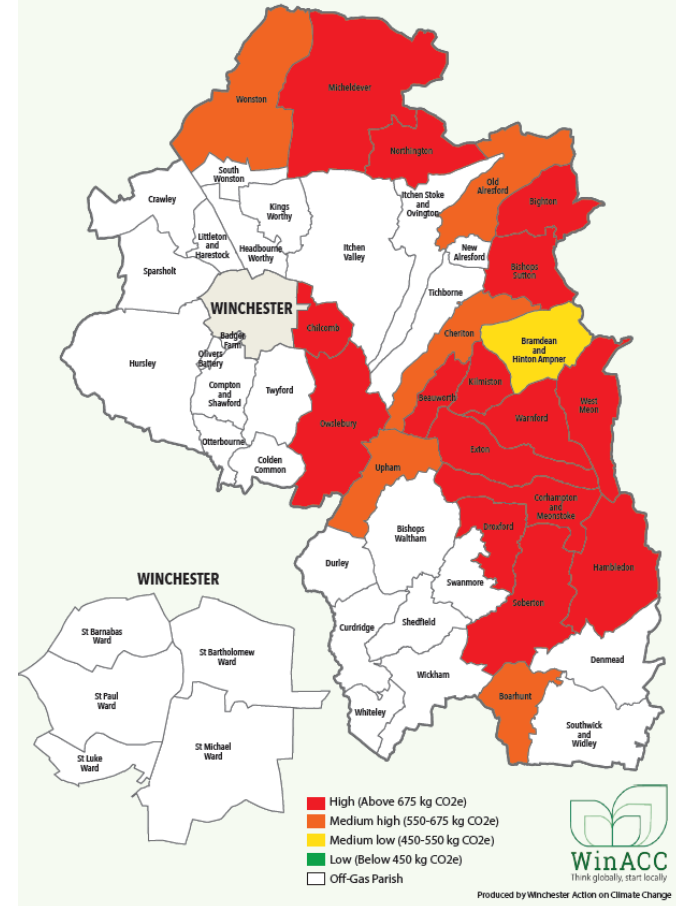 Wonston
Micheldever
Northington
South
Wonston
Crawley
Kings
Worthy
Itchen Stoke
and
Ovington
Old
Alresford
Bighton
Littleton
and
Harestock
Headbourne
Worthy
Itchen
Valley
New
Alresford
Sparsholt
Bishops
Sutton
Tichborne
WINCHESTER
Chilcomb
Cheriton
Badger
Farm
Bramdean
and
Hinton Ampner
Olivers
Battery
Hursley
Kilmiston
Compton
and
Shawford
Twyford
Beauworth
West
Meon
Warnford
Owslebury
Otterbourne
Exton
Colden
Common
Upham
Corhampton
and
Meonstoke
Droxford
Bishops
Waltham
Durley
Hambledon
Swanmore
Soberton
WINCHESTER
St Barnabas
Ward
St Bartholomew
Ward
Curdridge
Shedfield
Denmead
Wickham
St Paul
Ward
Boarhunt
Whiteley
Southwick
and
Widley
St Michael
Ward
St Luke
Ward
High (Above 675 kg CO2e)
Medium high (550-675 kg CO2e)
Medium low (450-550 kg CO2e)
Low (Below 450 kg CO2e)
Off-Gas Parish
WinACC
Think globally, start locally
Produced by Winchester Action on Climate Change